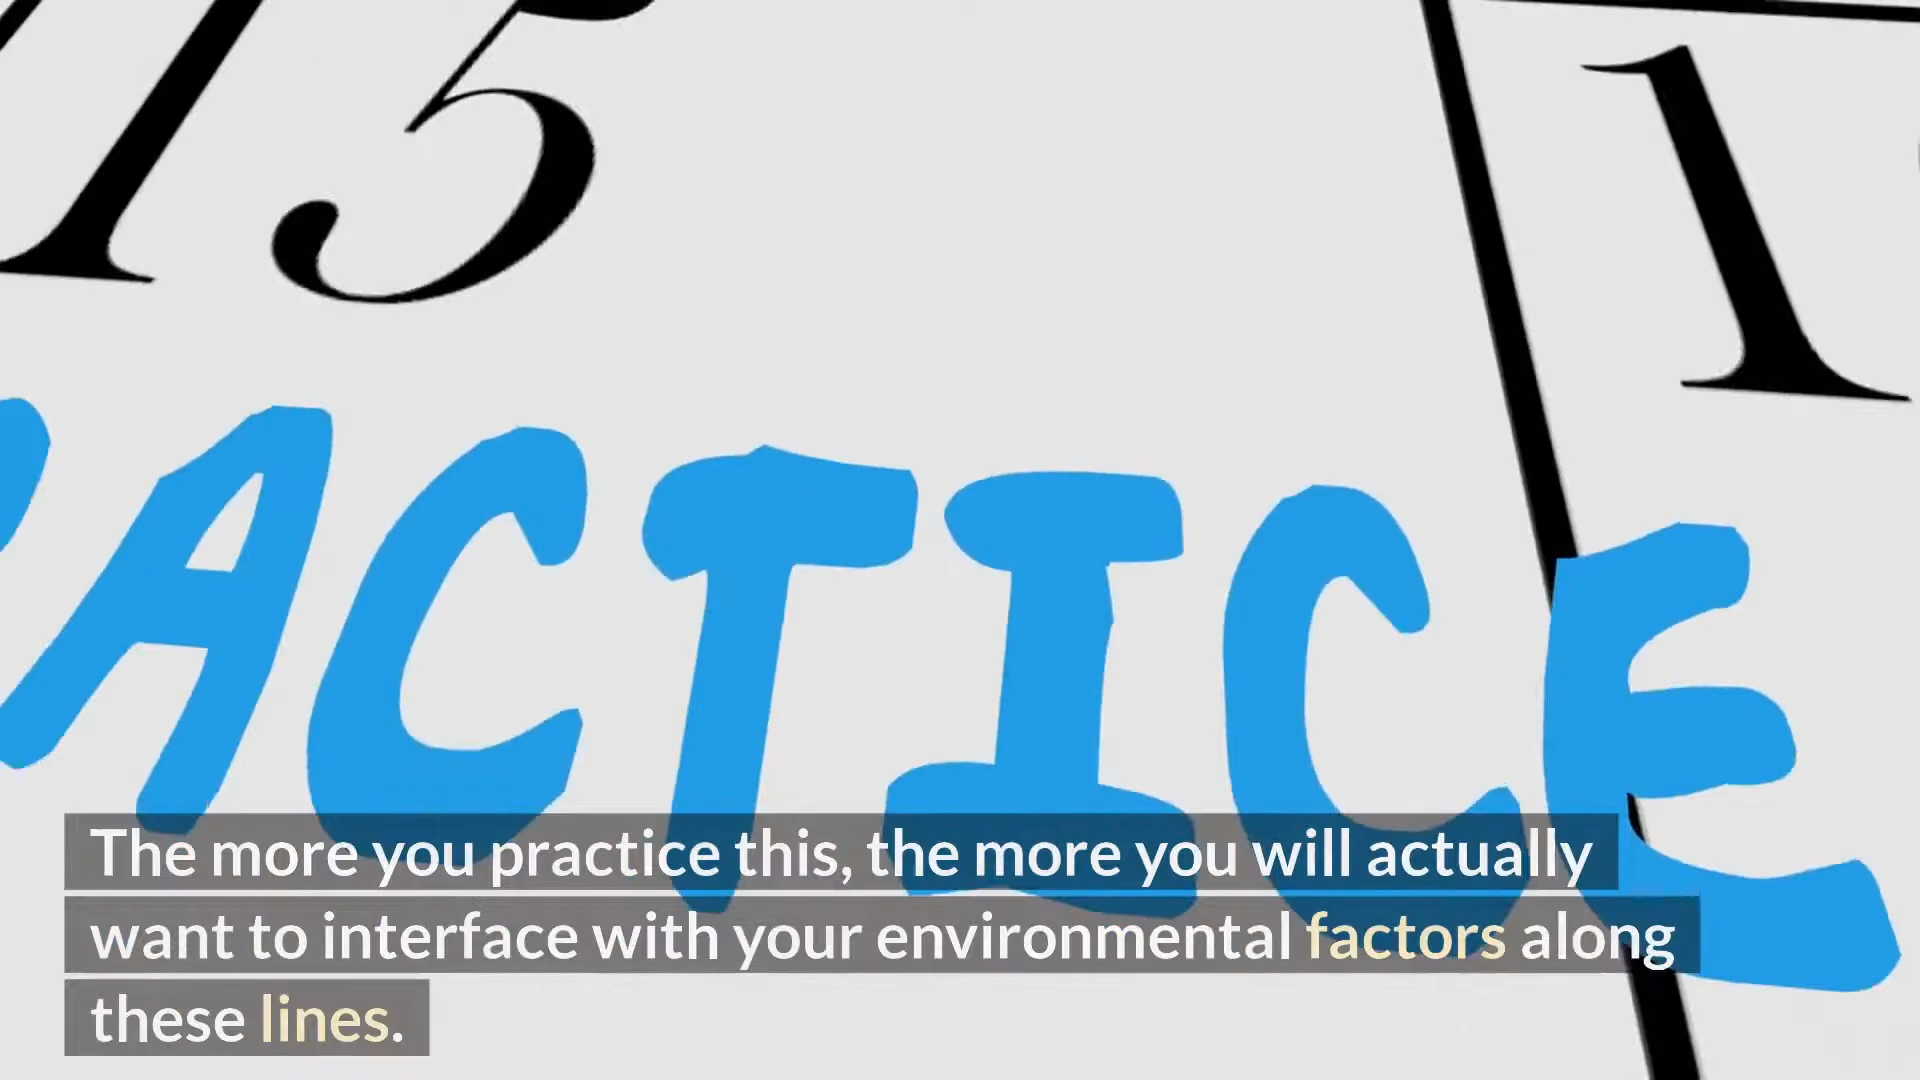 15
1
PRACTICE
The more you practice this, the more you will actually
want to interface with your environmental factors along
these lines.